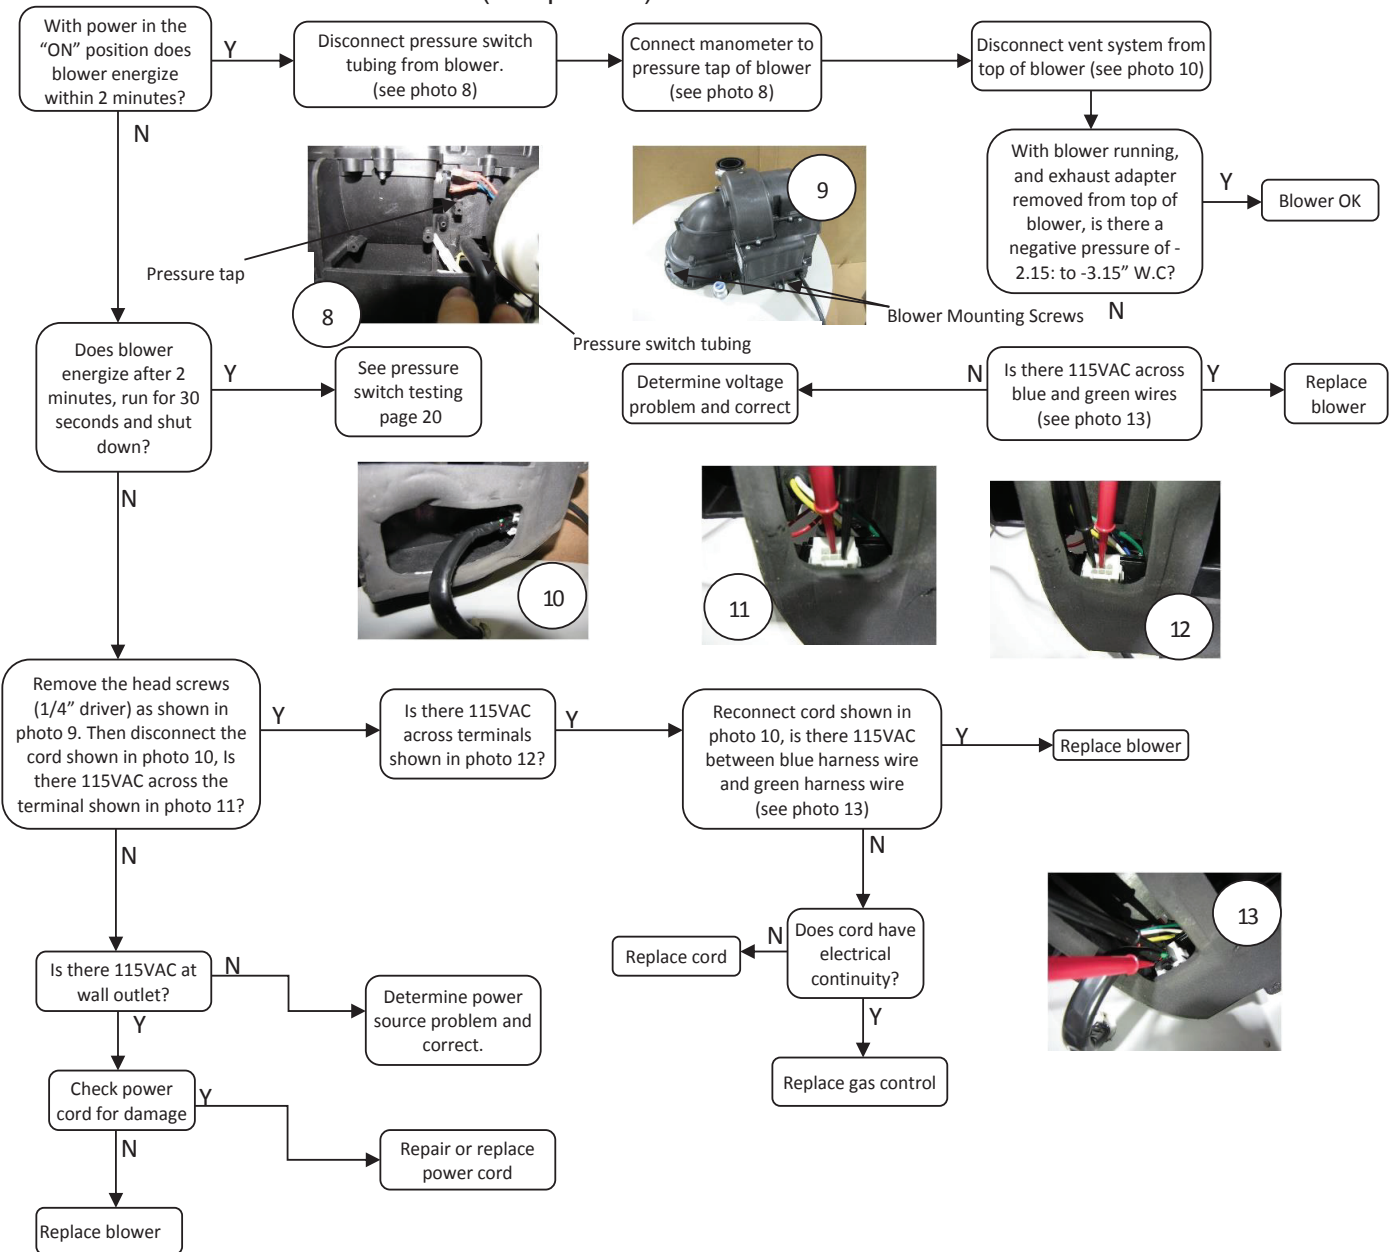 With power in the
“ON” position does
blower energize
within 2 minutes?
Y
Disconnect pressure switch
tubing from blower.
(see photo 8)
Connect manometer to
pressure tap of blower
(see photo 8)
Disconnect vent system from
top of blower (see photo 10)
N
With blower running,
and exhaust adapter
removed from top of
blower, is there a
negative pressure of -
2.15: to -3.15” W.C?
Y
Blower OK
N
Pressure tap
8
9
Blower Mounting Screws
Pressure switch tubing
Does blower
energize after 2
minutes, run for 30
seconds and shut
down?
Y
See pressure
switch testing
page 20
Determine voltage
problem and correct
N
Is there 115VAC across
blue and green wires
(see photo 13)
Y
Replace
blower
N
10
11
12
Remove the head screws
(1/4” driver) as shown in
photo 9. Then disconnect the
cord shown in photo 10, Is
there 115VAC across the
terminal shown in photo 11?
Y
Is there 115VAC
across terminals
shown in photo 12?
Y
Reconnect cord shown in
photo 10, is there 115VAC
between blue harness wire
and green harness wire
(see photo 13)
Y
Replace blower
N
N
13
Is there 115VAC at
wall outlet?
N
Determine power
source problem and
correct.
Replace cord
N
Does cord have
electrical
continuity?
Y
Y
Replace gas control
Check power
cord for damage
Y
Repair or replace
power cord
N
Replace blower